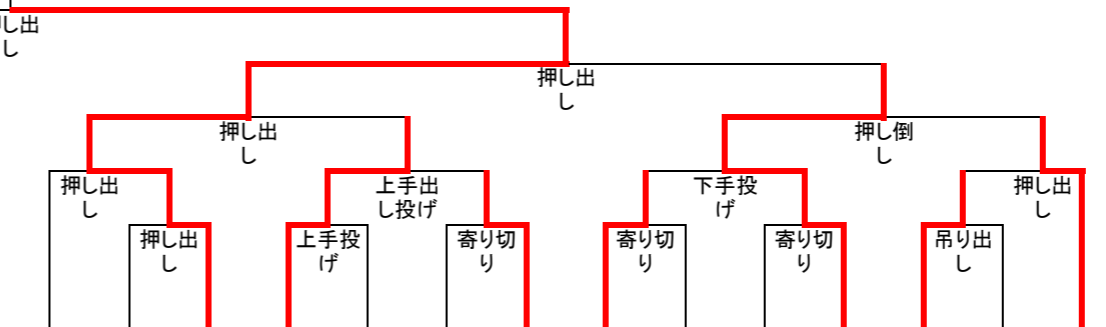 し出
し
押し出
し
押し出
し
押し倒
し
押し出
し
上手出
し投げ
下手投
げ
押し出
し
押し出
し
上手投
げ
寄り切
り
寄り切
り
寄り切
り
吊り出
し